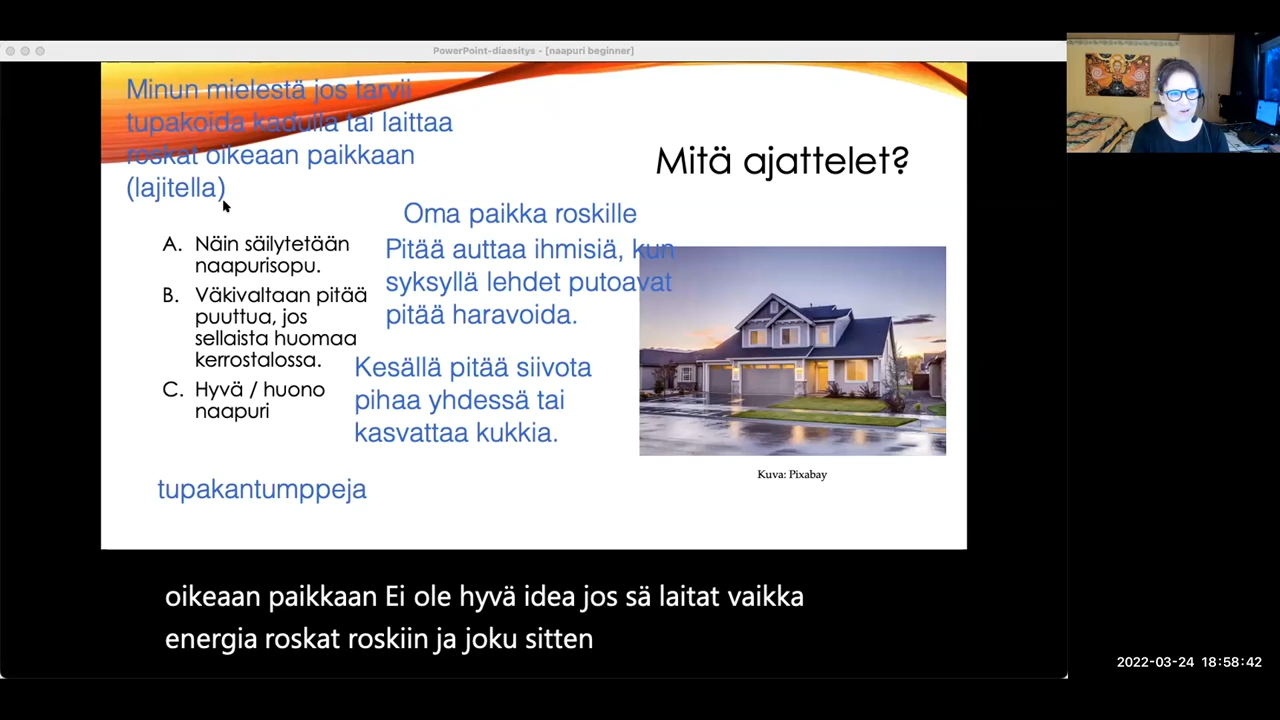 PowerPoint-diaesitys - [naapuri beginner]
Minun mielestä jos tarvii
tupakoida kadulla tai laittaa
roskat oikeaan paikkaan
(lajitella)
Mitä ajattelet?
Oma paikka roskille
Pitää auttaa ihmisiä, kun
syksyllä lehdet putoavat
pitää haravoida.
A. Näin säilytetään
naapurisopu.
B. Väkivaltaan pitää
puuttua, jos
sellaista huomaa
kerrostalossa.
C. Hyvä / huono
naapuri
Kesällä pitää siivota
pihaa yhdessä tai
kasvattaa kukkia.
Kuva: Pixabay
tupakantumppeja
oikeaan paikkaan Ei ole hyvä idea jos sä laitat vaikka
energia roskat roskiin ja joku sitten
2022-03-24 18:58:42